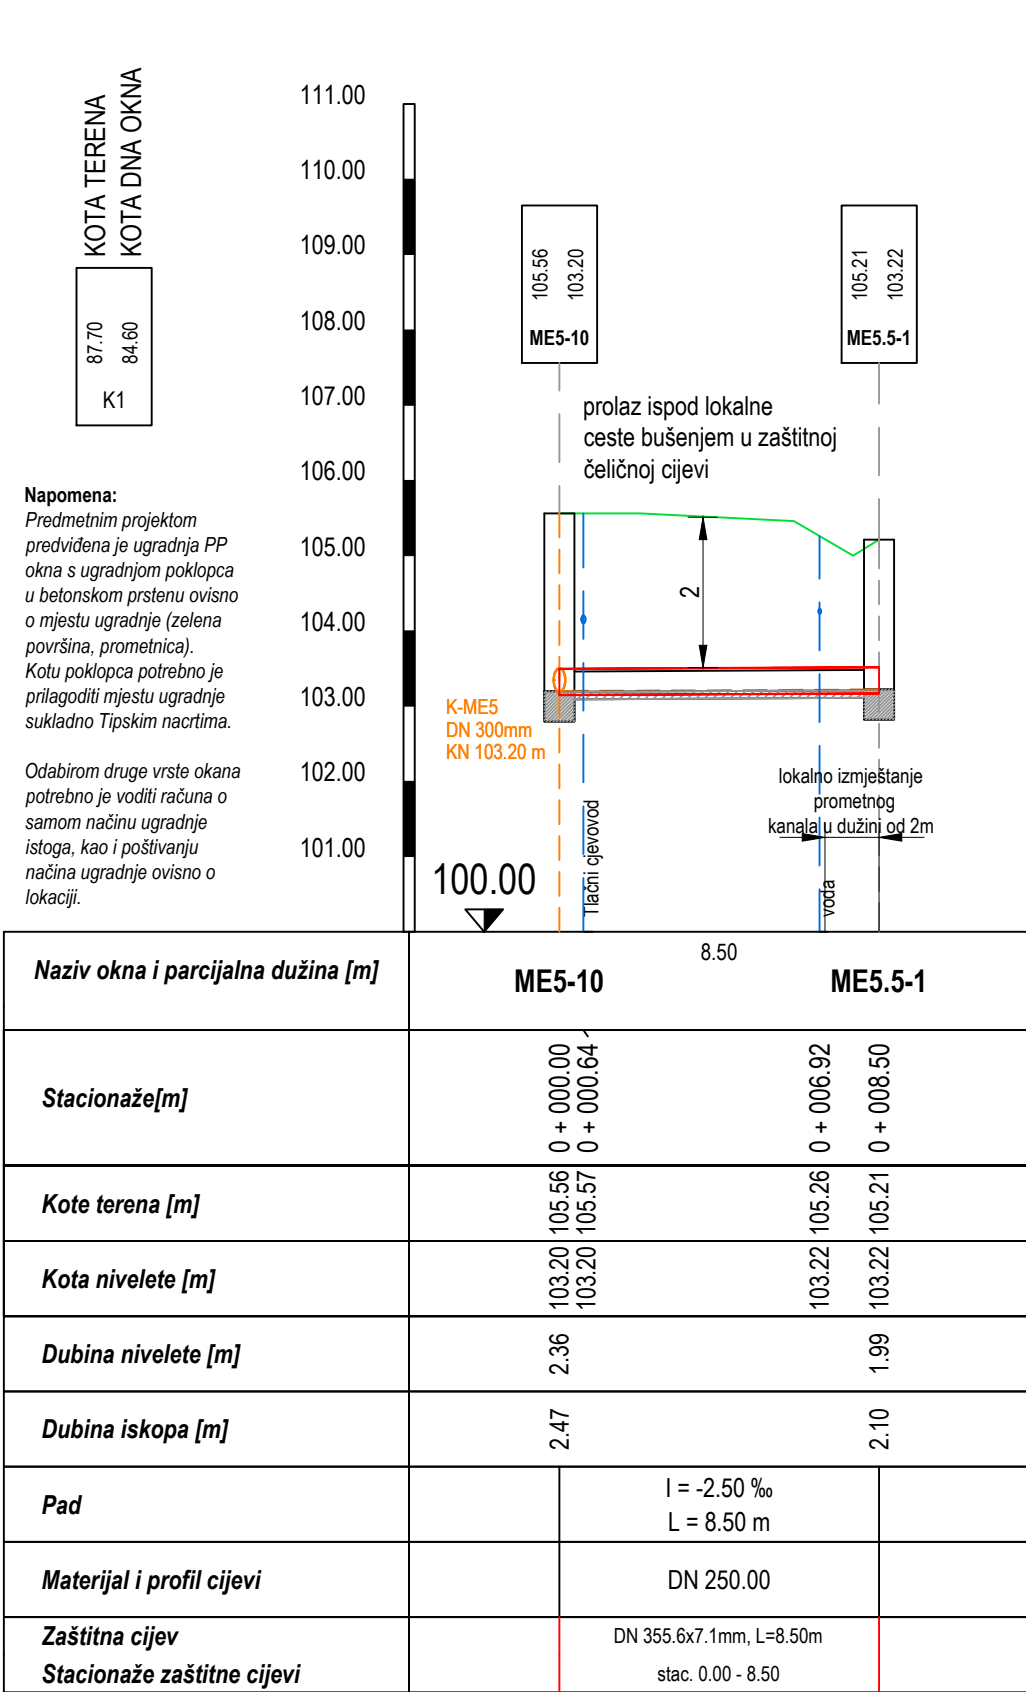 KOTA TERENA
KOTA DNA OKNA
87.70
84.60
K1
111.00
110.00
109.00
108.00
107.00
106.00
105.00
104.00
103.00
102.00
101.00
100.00
105.56
103.20
ME5-10
105.21
103.22
ME5.5-1
prolaz ispod lokalne
ceste bušenjem u zaštitnoj
čeličnoj cijevi
2
Napomena:
Predmetnim projektom
predviđena je ugradnja PP
okna s ugradnjom poklopca
u betonskom prstenu ovisno
o mjestu ugradnje (zelena
površina, prometnica).
Kotu poklopca potrebno je
prilagoditi mjestu ugradnje
sukladno Tipskim nacrtima.
Odabirom druge vrste okana
potrebno je voditi računa o
samom načinu ugradnje
istoga, kao i poštivanju
načina ugradnje ovisno o
lokaciji.
K-ME5
DN 300mm
KN 103.20 m
Tlačni cjevovod
lokalno izmještanje
prometnog
kanala u dužini od 2m
voda
Naziv okna i parcijalna dužina [m]
ME5-10
8.50
ME5.5-1
Stacionaže[m]
0 + 000.00
0 + 000.64
0 + 006.92
0 + 008.50
Kote terena [m]
105.56
105.57
105.26
105.21
Kota nivelete [m]
103.20
103.20
103.22
103.22
Dubina nivelete [m]
2.36
1.99
Dubina iskopa [m]
2.47
2.10
Pad
I = -2.50 ‰
L = 8.50 m
Materijal i profil cijevi
DN 250.00
Zaštitna cijev
DN 355.6x7.1mm, L=8.50m
Stacionaže zaštitne cijevi
stac. 0.00 - 8.50